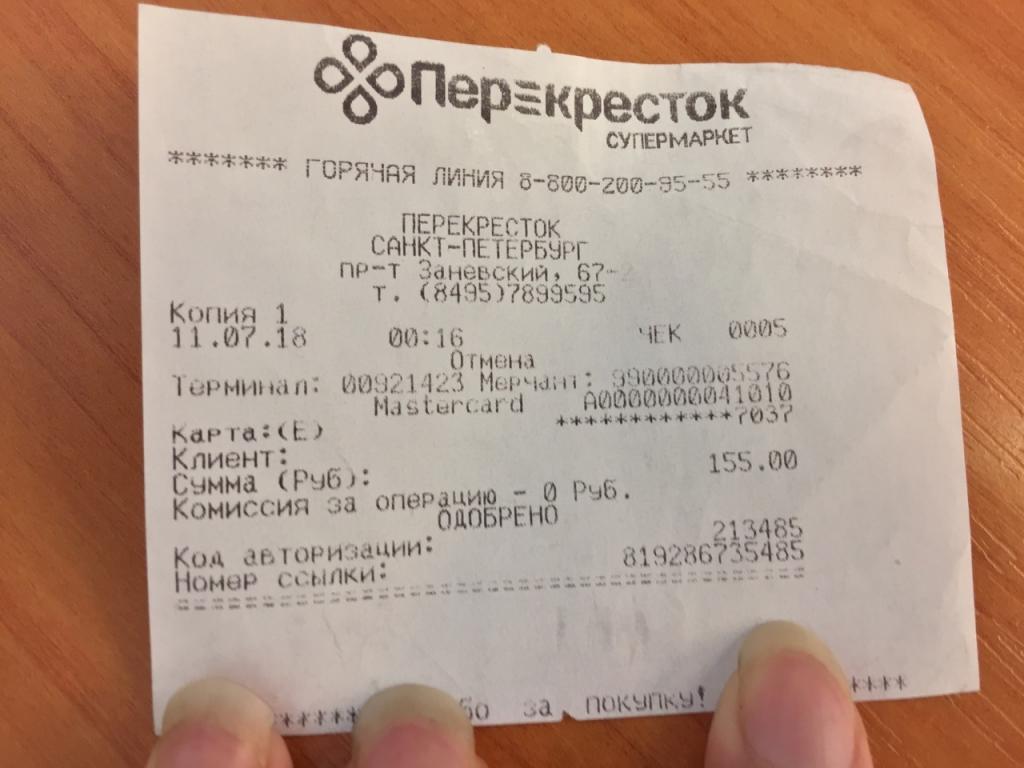 Перекресток
СУПЕРМАРКЕТ
******* ГОРЯЧАЯ ЛИНИЯ 8-800-200-95-55 ********
ПЕРЕКРЕСТОК
САНКТ-ПЕТЕРБУРГ
пр-т Заневский, 67-2
т. (8495)7899595
Копия 1
11.07.18 00:16 ЧЕК 0005
Отмена
Терминал: 00921423 Мерчант: 990000005576
Mastercard A0000000041010
Карта:(E) ***********7037
Клиент:
Сумма (Руб): 155.00
Комиссия за операцию - 0 Руб.
ОДОБРЕНО
Код авторизации: 213485
Номер ссылки: 819286735485
за ПОКУПКУ!